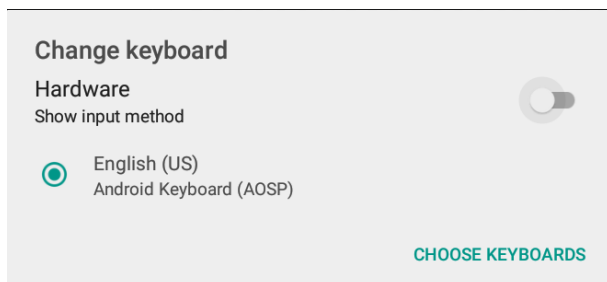 Change keyboard
Hardware
Show input method
English (US)
Android Keyboard (AOSP)
CHOOSE KEYBOARDS